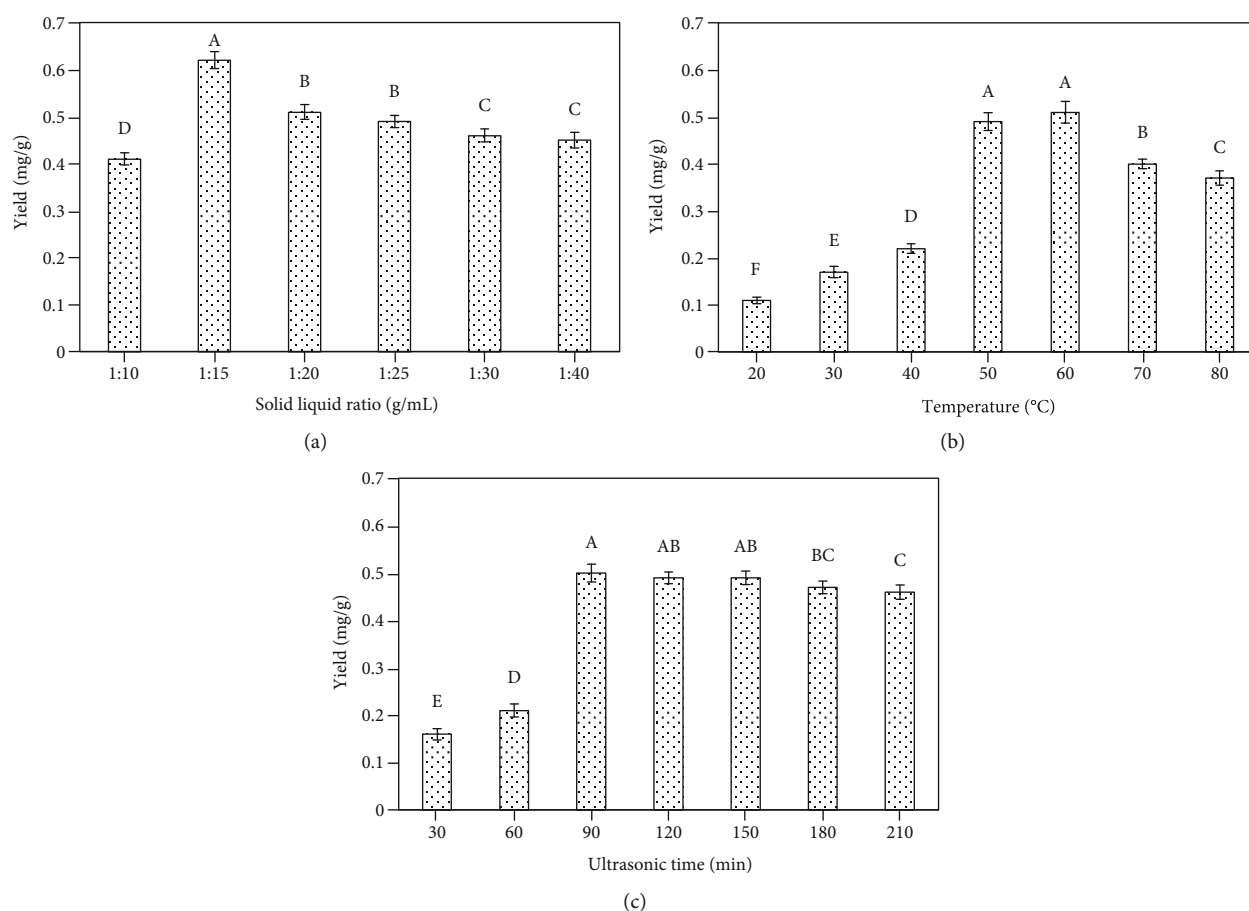 0.7
0.6
0.5
0.4
0.3
0.2
0.1
0
Yield (mg/g)
D
A
B
B
C
C
1:10 1:15 1:20 1:25 1:30 1:40
Solid liquid ratio (g/mL)
(a)
0.7
0.6
0.5
0.4
0.3
0.2
0.1
0
Yield (mg/g)
F
E
D
A
A
B
C
20 30 40 50 60 70 80
Temperature (°C)
(b)
0.7
0.6
0.5
0.4
0.3
0.2
0.1
0
Yield (mg/g)
E
D
A
AB
AB
BC
C
30 60 90 120 150 180 210
Ultrasonic time (min)
(c)